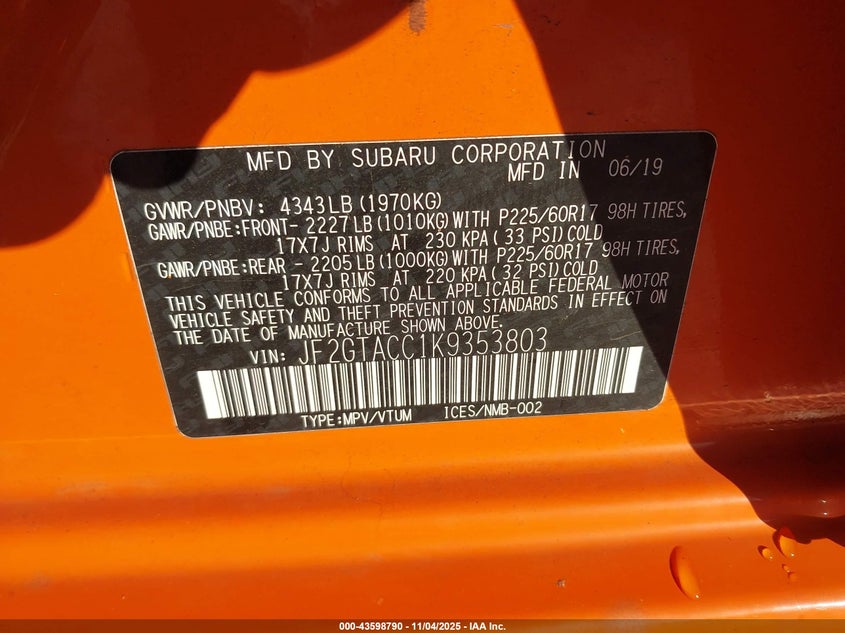 MFD BY SUBARU CORPORATION
MFD IN 06/19
GVWR/PNBV: 4343LB (1970KG)
GAWR/PNBE:FRONT- 2227LB (1010KG)WITH P225/60R17 98H TIRES,
17X7J RIMS AT 230 KPA (33 PSI)COLD
GAWR/PNBE:REAR - 2205LB (1000KG)WITH P225/60R17 98H TIRES,
17X7J RIMS AT 220 KPA (32 PSI)COLD
THIS VEHICLE CONFORMS TO ALL APPLICABLE FEDERAL MOTOR
VEHICLE SAFETY AND THEFT PREVENTION STANDARDS IN EFFECT ON
THE DATE OF MANUFACTURE SHOWN ABOVE.
VIN: JF2GTACC1K9353803
TYPE:MPV/VTUM ICES/NMB-002
000-43598790 - 11/04/2025 - IAA Inc.